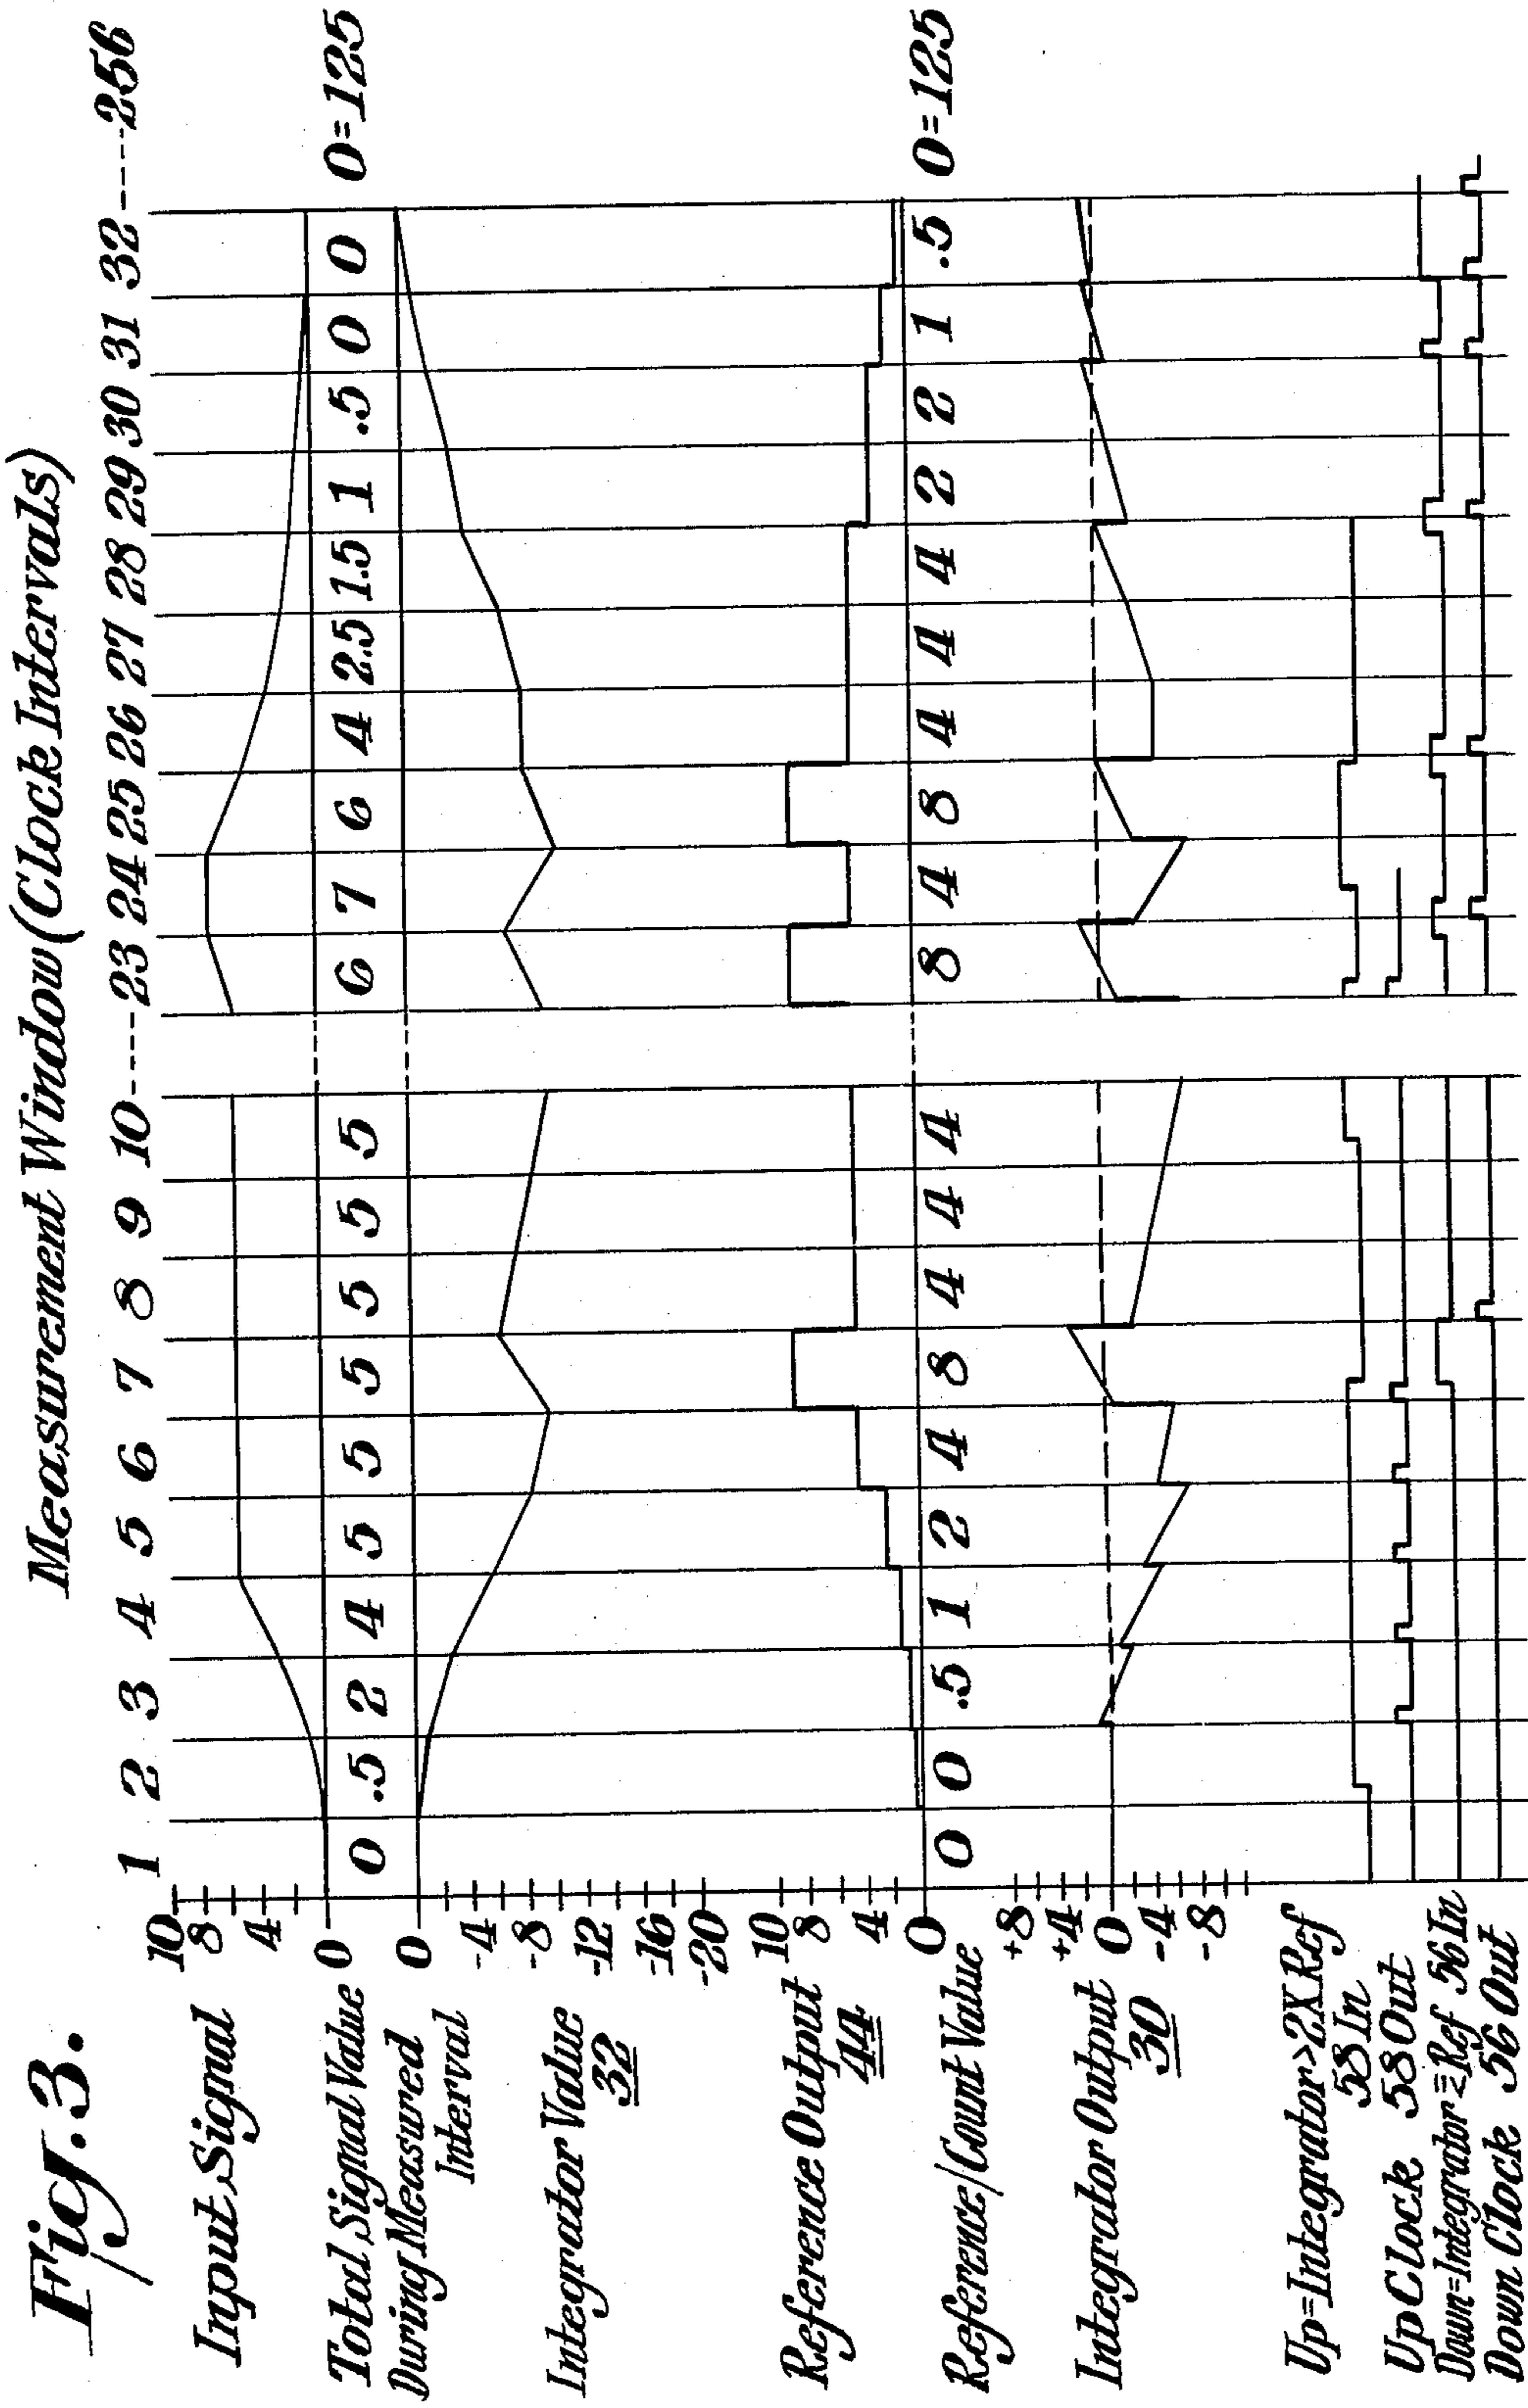 Fig.3.
Measurement Window (Clock Intervals)
1 2 3 4 5 6 7 8 9 10----23 24 25 26 27 28 29 30 31 32----256
Input Signal
10
8
4
0
Total Signal Value
During Measured
Interval
0 .5 2 4 5 5 5 5 5 5 6 7 6 4 2.5 1.5 1 .5 0 0 0=125
Integrator Value
32
0
-4
-8
-12
-16
-20
Reference Output
44
10
8
4
0
Reference/Count Value
0 0 .5 1 2 4 8 4 4 4 8 4 8 4 4 4 2 2 1 .5 0=125
Integrator Output
30
+8
+4
0
-4
-8
Up=Integrator>2XRef
58 In
Up Clock 58 Out
Down=Integrator≤Ref 56 In
Down Clock 56 Out